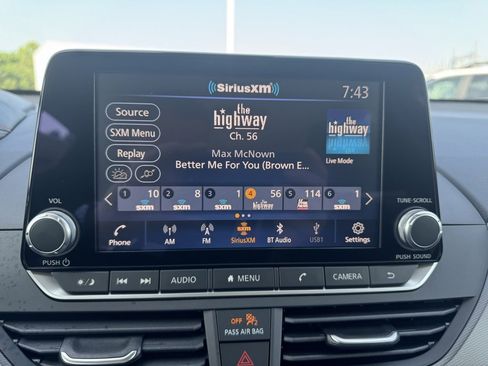 SiriusXM
7:43
Source
SXM Menu
Replay
the
highway
Ch. 56
Max McNown
Better Me For You (Brown E...
the
highway
Live Mode
1 10 2 8 3 1 4 56 5 114 6 1
sxm sxm sxm highway sxm
VOL
TUNE•SCROLL
Phone AM FM SiriusXM BT Audio USB1 Settings
PUSH
PUSH SOUND
AUDIO MENU CAMERA
OFF 2
PASS AIR BAG